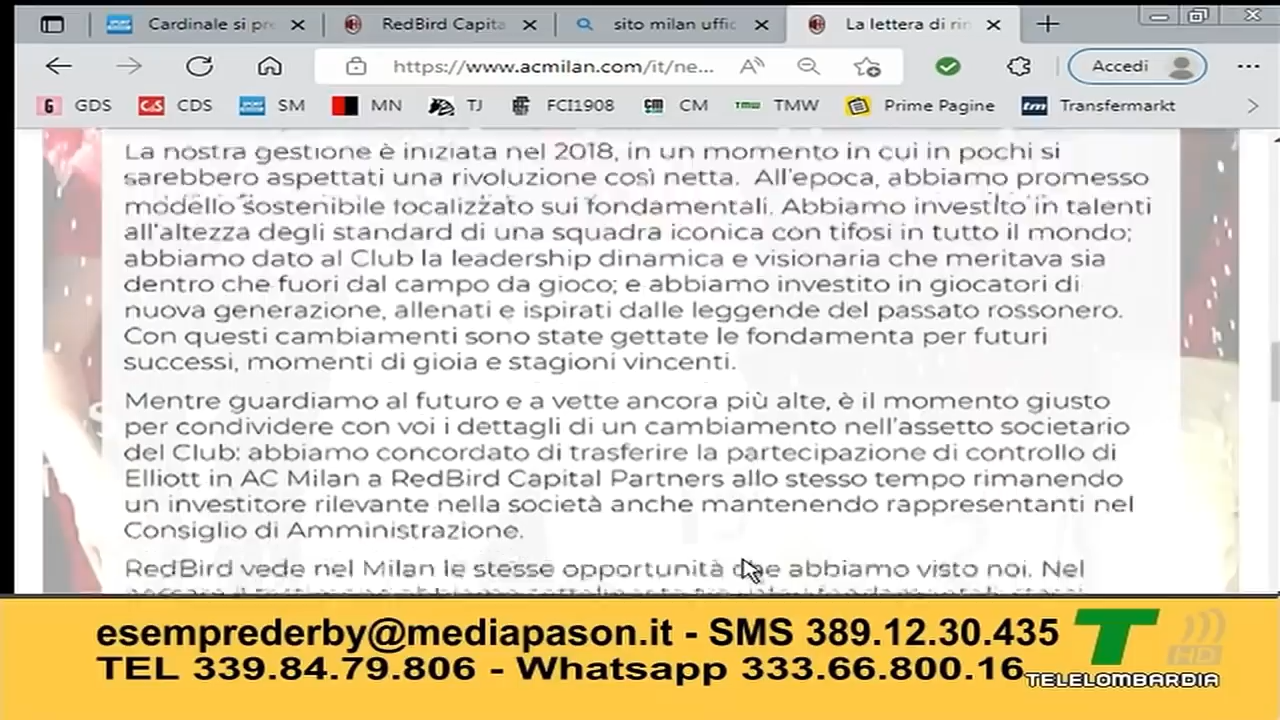 Cardinale si pre
RedBird Capita
sito milan uffic
La lettera di rin
https://www.acmilan.com/it/ne...
Accedi
GDS
CDS
SM
MN
TJ
FCI1908
CM
TMW
Prime Pagine
Transfermarkt
La nostra gestione è iniziata nel 2018, in un momento in cui in pochi si
sarebbero aspettati una rivoluzione così netta. All'epoca, abbiamo promesso
modello sostenibile focalizzato sui fondamentali. Abbiamo investito in talenti
all'altezza degli standard di una squadra iconica con tifosi in tutto il mondo;
abbiamo dato al Club la leadership dinamica e visionaria che meritava sia
dentro che fuori dal campo da gioco; e abbiamo investito in giocatori di
nuova generazione, allenati e ispirati dalle leggende del passato rossonero.
Con questi cambiamenti sono state gettate le fondamenta per futuri
successi, momenti di gioia e stagioni vincenti.
Mentre guardiamo al futuro e a vette ancora più alte, è il momento giusto
per condividere con voi i dettagli di un cambiamento nell'assetto societario
del Club: abbiamo concordato di trasferire la partecipazione di controllo di
Elliott in AC Milan a RedBird Capital Partners allo stesso tempo rimanendo
un investitore rilevante nella società anche mantenendo rappresentanti nel
Consiglio di Amministrazione.
RedBird vede nel Milan le stesse opportunità che abbiamo visto noi. Nel
esemprederby@mediapason.it - SMS 389.12.30.435
TEL 339.84.79.806 - Whatsapp 333.66.800.16
T HD
TELELOMBARDIA